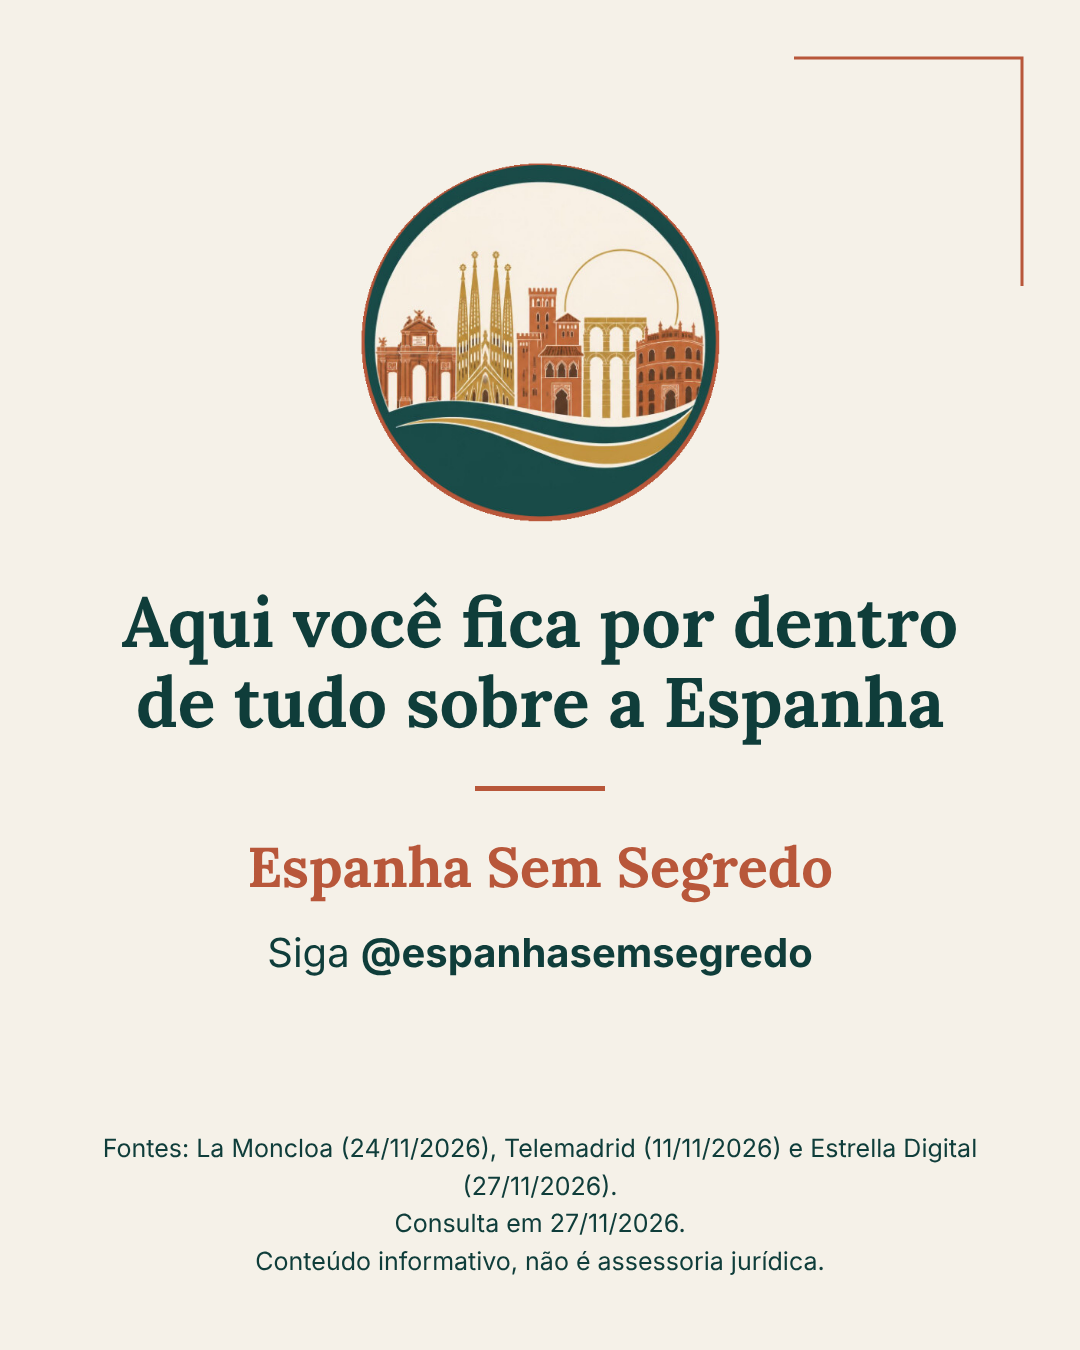 Aqui você fica por dentro
de tudo sobre a Espanha
Espanha Sem Segredo
Siga @espanhasemsegredo
Fontes: La Moncloa (24/11/2026), Telemadrid (11/11/2026) e Estrella Digital
(27/11/2026).
Consulta em 27/11/2026.
Conteúdo informativo, não é assessoria jurídica.